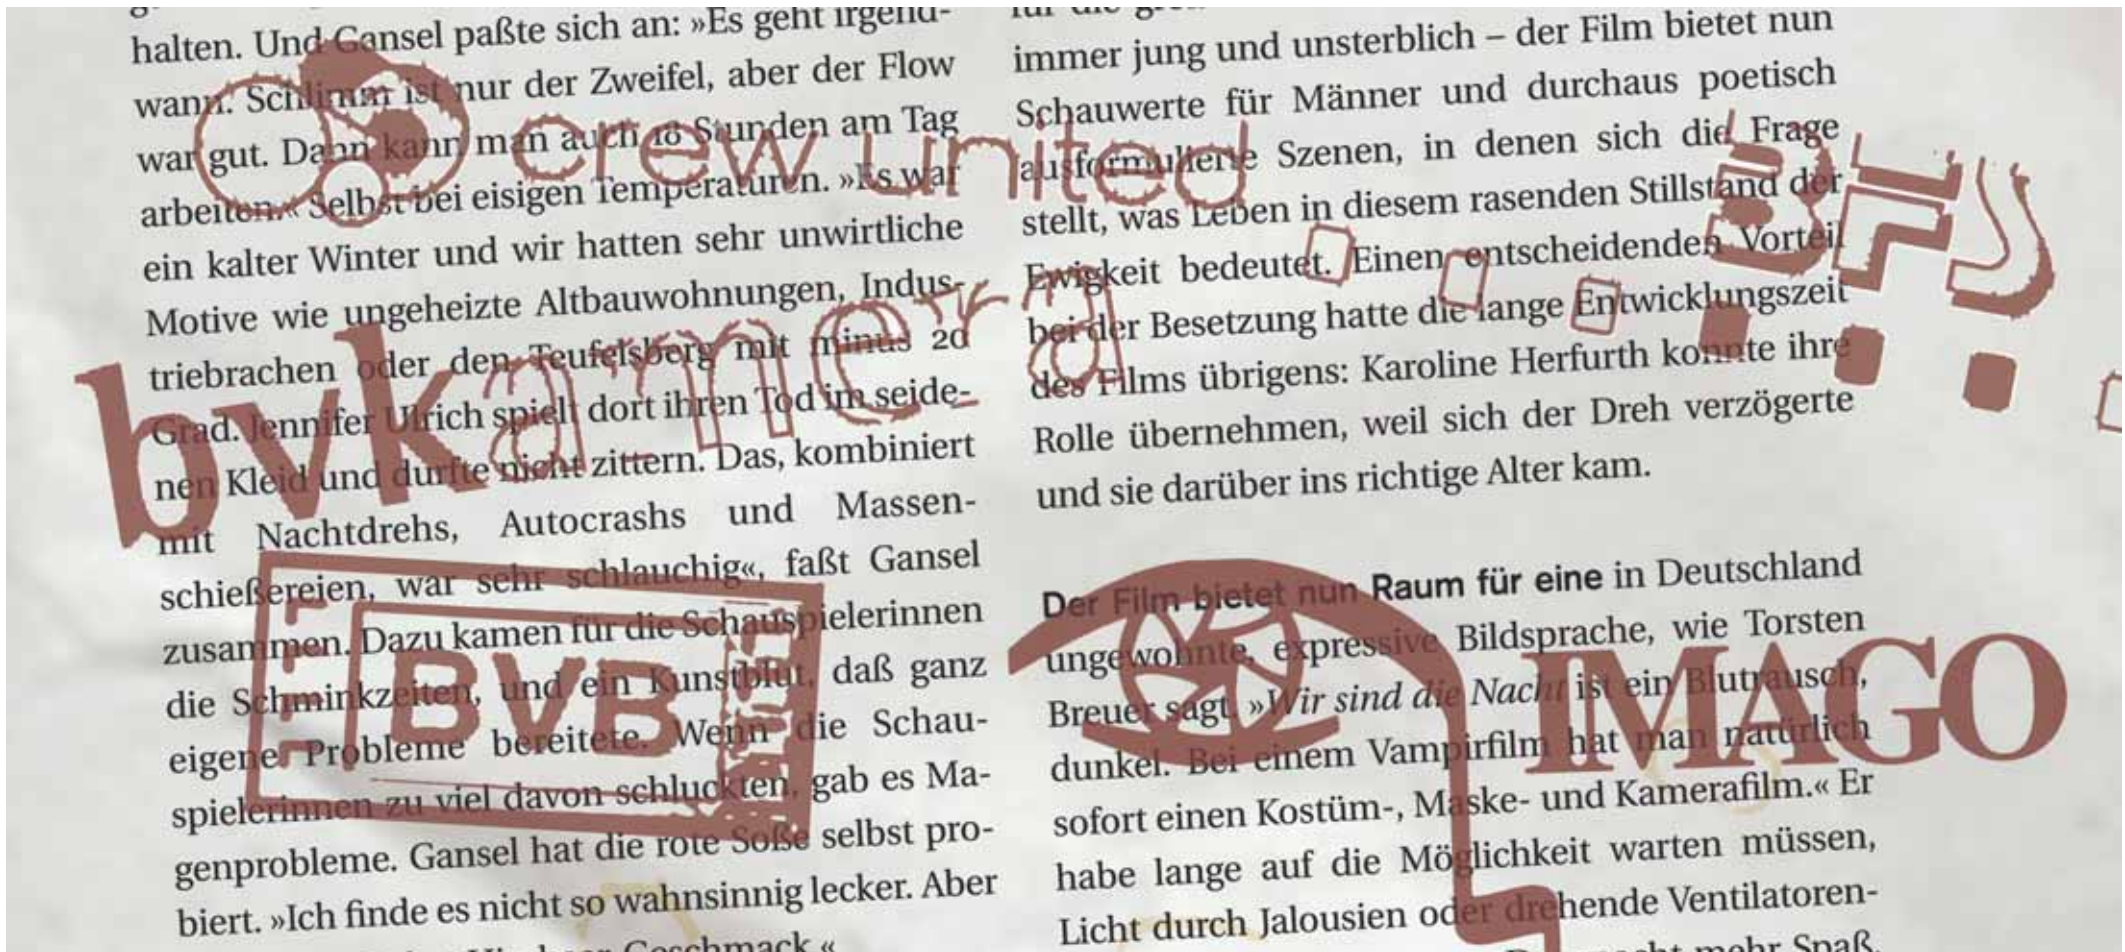 halten. Und Gansel paßte sich an: »Es geht irgend-
wann. Schlimm ist nur der Zweifel, aber der Flow
war gut. Dann kann man auch 18 Stunden am Tag
arbeiten.« Selbst bei eisigen Temperaturen. »Es war
ein kalter Winter und wir hatten sehr unwirtliche
Motive wie ungeheizte Altbauwohnungen, Indus-
triebrachen oder den Teufelsberg mit minus 20
Grad. Jennifer Ulrich spielt dort ihren Tod im seide-
nen Kleid und durfte nicht zittern. Das, kombiniert
mit Nachtdrehs, Autocrashs und Massen-
schießereien, war sehr schlauchig«, faßt Gansel
zusammen. Dazu kamen für die Schauspielerinnen
die Schminkzeiten, und ein Kunstblut, daß ganz
eigene Probleme bereitete. Wenn die Schau-
spielerinnen zu viel davon schluckten, gab es Ma-
genprobleme. Gansel hat die rote Soße selbst pro-
biert. »Ich finde es nicht so wahnsinnig lecker. Aber
Geschmack.«
für die
immer jung und unsterblich – der Film bietet nun
Schauwerte für Männer und durchaus poetisch
ausformulierte Szenen, in denen sich die Frage
stellt, was Leben in diesem rasenden Stillstand der
Ewigkeit bedeutet. Einen entscheidenden Vorteil
bei der Besetzung hatte die lange Entwicklungszeit
des Films übrigens: Karoline Herfurth konnte ihre
Rolle übernehmen, weil sich der Dreh verzögerte
und sie darüber ins richtige Alter kam.
Der Film bietet nun Raum für eine in Deutschland
ungewohnte, expressive Bildsprache, wie Torsten
Breuer sagt. »Wir sind die Nacht ist ein Blutrausch,
dunkel. Bei einem Vampirfilm hat man natürlich
sofort einen Kostüm-, Maske- und Kamerafilm.« Er
habe lange auf die Möglichkeit warten müssen,
Licht durch Jalousien oder drehende Ventilatoren-
mehr Spaß,
crew united
bvkamera
BVB
IMAGO